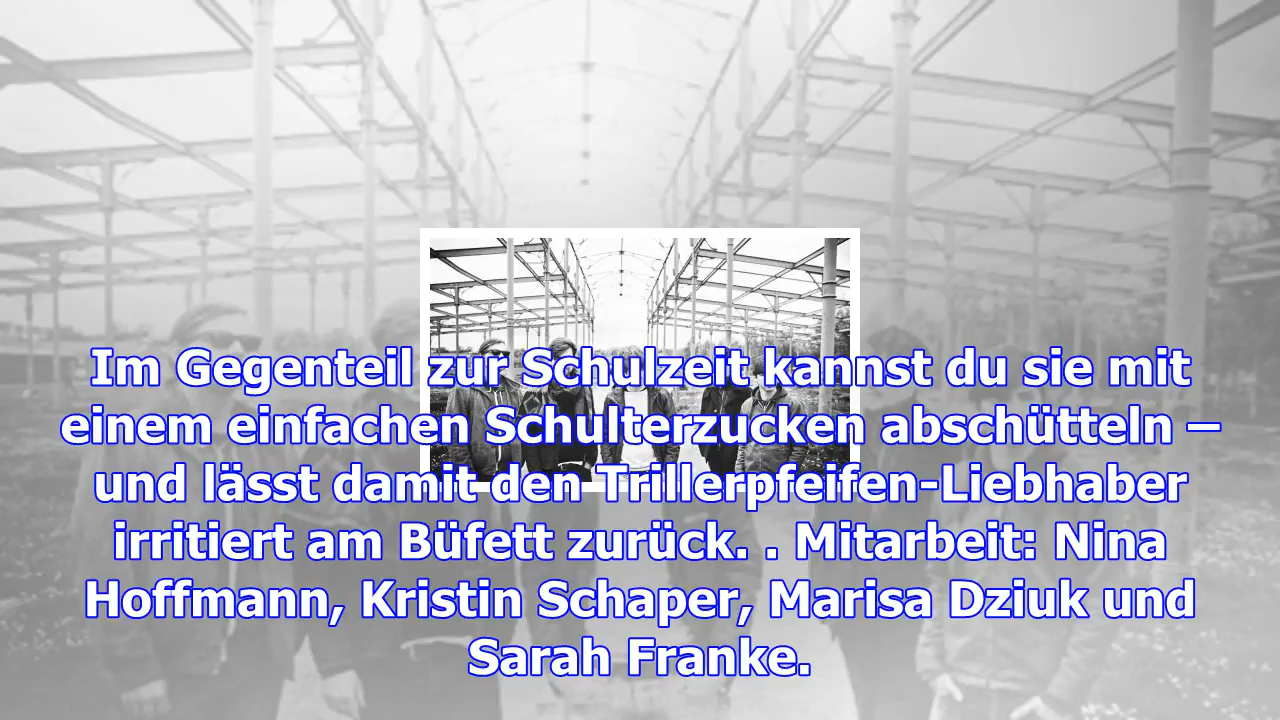 Im Gegenteil zur Schulzeit kannst du sie mit
einem einfachen Schulterzucken abschütteln –
und lässt damit den Trillerpfeifen-Liebhaber
irritiert am Büfett zurück. . Mitarbeit: Nina
Hoffmann, Kristin Schaper, Marisa Dziuk und
Sarah Franke.